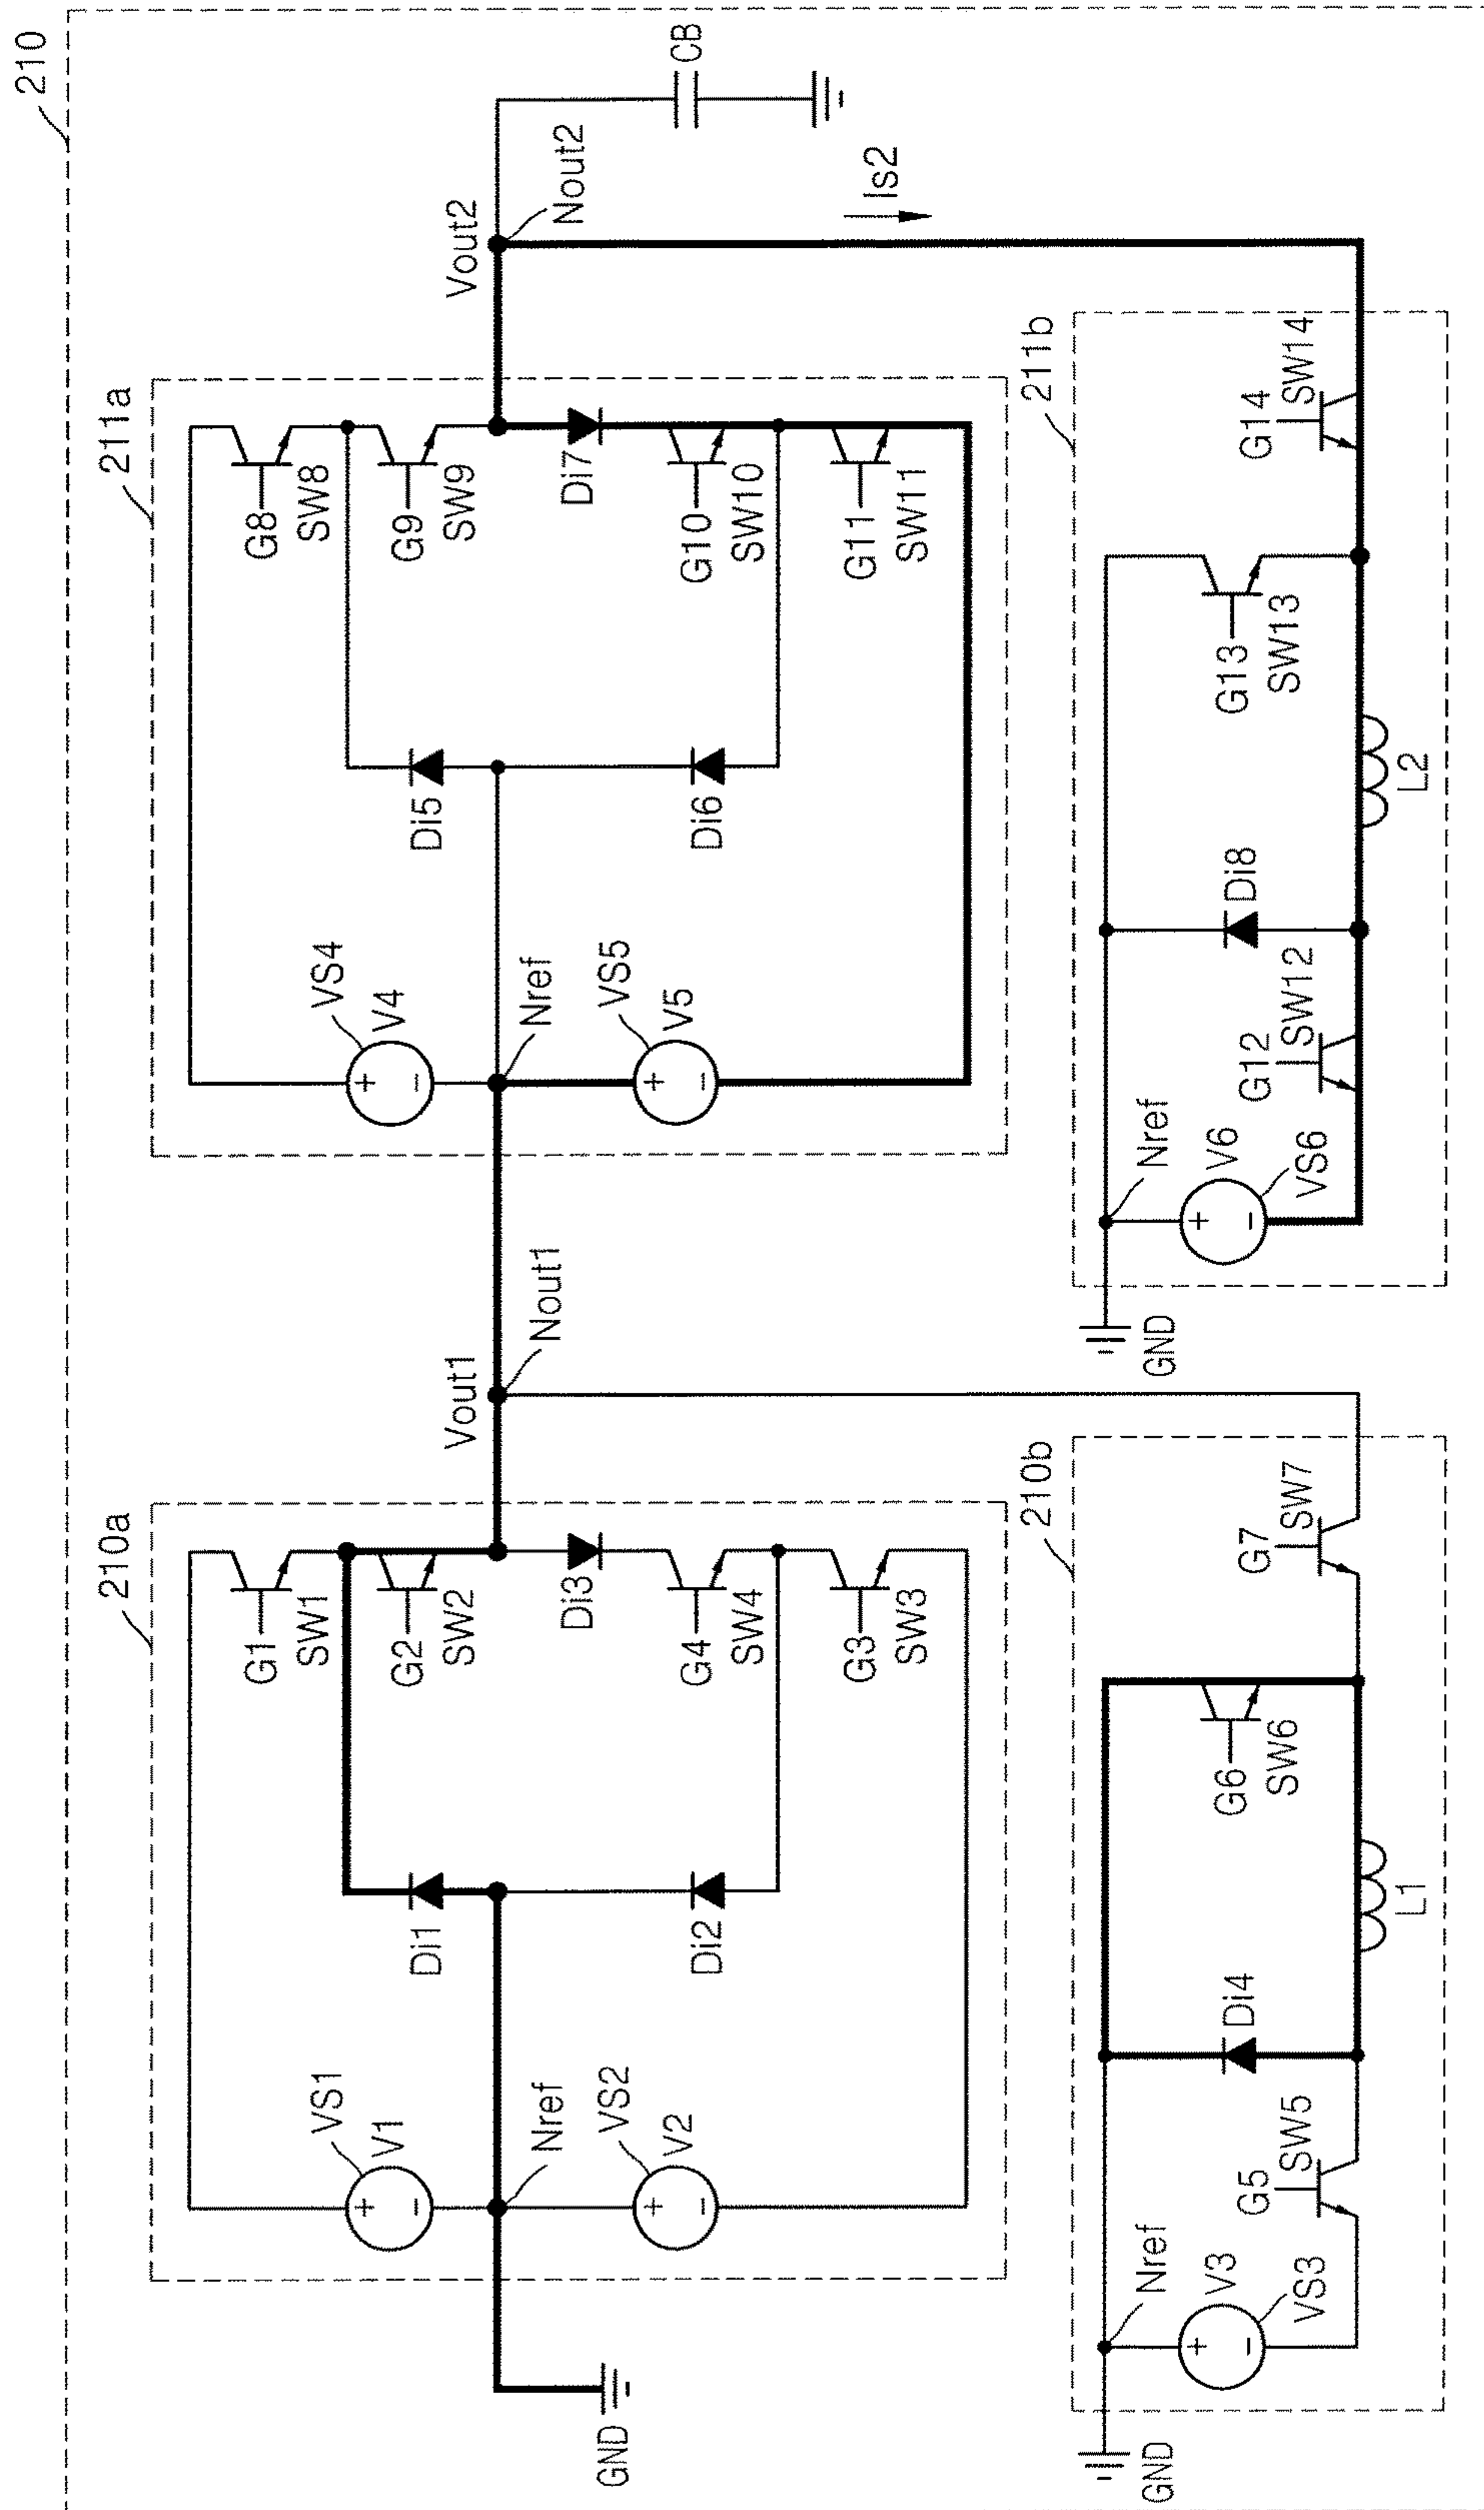 210
211a
VS4
V4
+
-
G8
SW8
G9
SW9
Di5
Nref
VS5
V5
+
-
Di6
Di7
G10
SW10
G11
SW11
Vout2
Nout2
CB
Is2
211b
Nref
V6
VS6
+
-
GND
G12
SW12
Di8
L2
G13
SW13
G14
SW14
Vout1
Nout1
210a
VS1
V1
+
-
G1
SW1
G2
SW2
Di1
Nref
VS2
V2
+
-
Di2
Di3
G4
SW4
G3
SW3
GND
210b
Nref
V3
VS3
+
-
GND
G5
SW5
Di4
L1
G6
SW6
G7
SW7